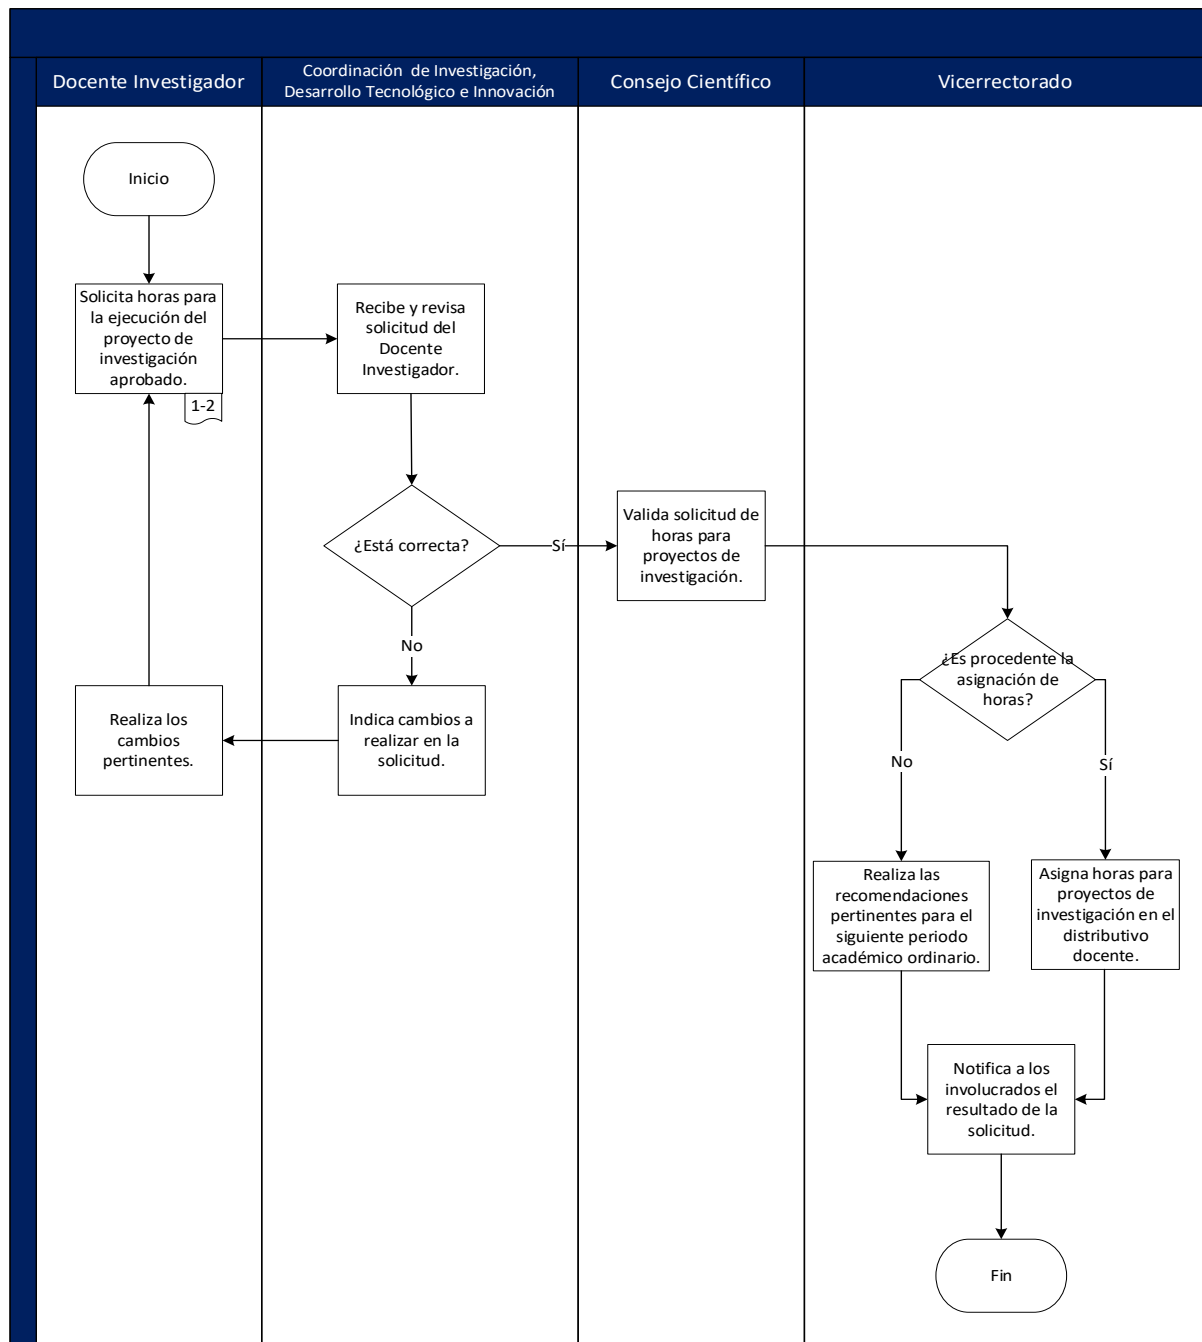 Docente Investigador
Coordinación de Investigación,
Desarrollo Tecnológico e Innovación
Consejo Científico
Vicerrectorado
Inicio
Solicita horas para
la ejecución del
proyecto de
investigación
aprobado.
1-2
Recibe y revisa
solicitud del
Docente
Investigador.
¿Está correcta?
Sí
No
Valida solicitud de
horas para
proyectos de
investigación.
¿Es procedente la
asignación de
horas?
Realiza los
cambios
pertinentes.
Indica cambios a
realizar en la
solicitud.
No
Sí
Realiza las
recomendaciones
pertinentes para el
siguiente periodo
académico ordinario.
Asigna horas para
proyectos de
investigación en el
distributivo
docente.
Notifica a los
involucrados el
resultado de la
solicitud.
Fin